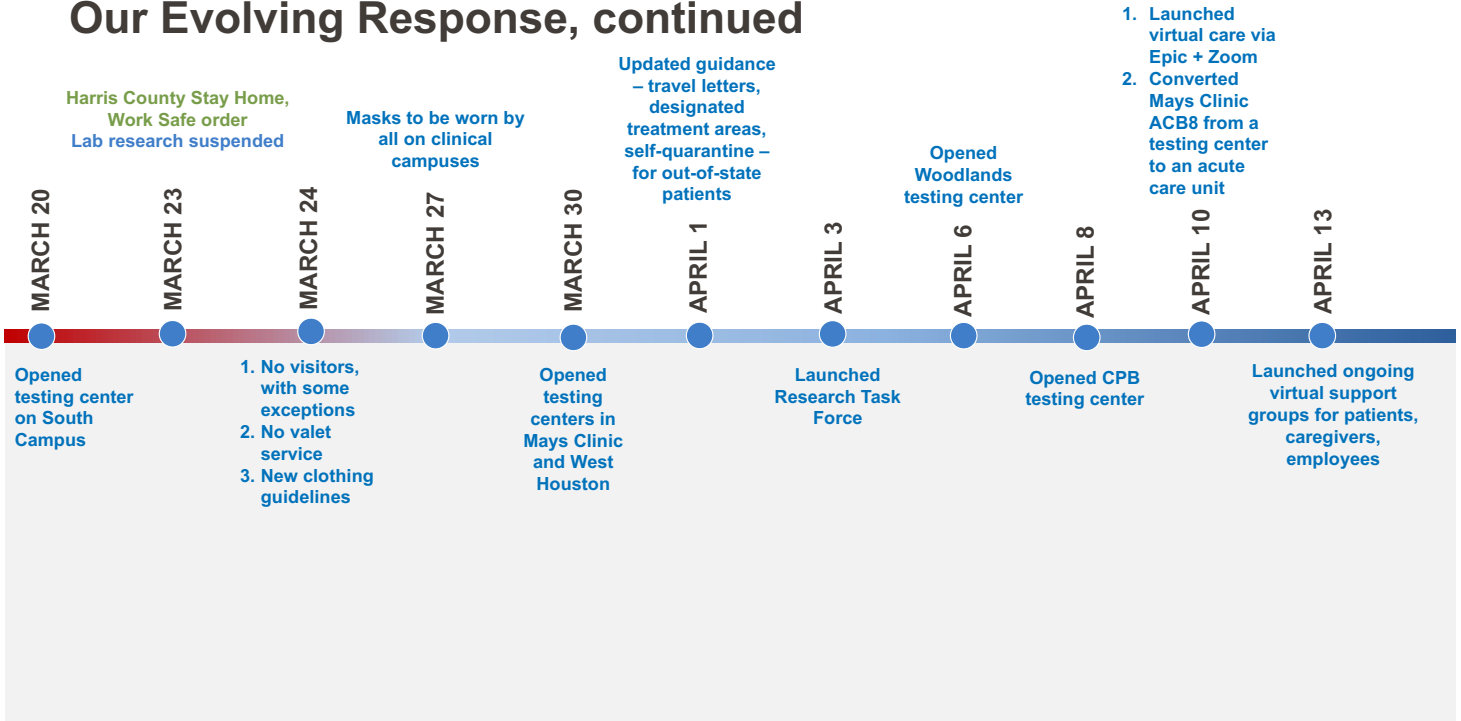 Our Evolving Response, continued
Harris County Stay Home,
Work Safe order
Lab research suspended
Masks to be worn by
all on clinical
campuses
Updated guidance
– travel letters,
designated
treatment areas,
self-quarantine –
for out-of-state
patients
Opened
Woodlands
testing center
1. Launched
virtual care via
Epic + Zoom
2. Converted
Mays Clinic
ACB8 from a
testing center
to an acute
care unit
MARCH 20
MARCH 23
MARCH 24
MARCH 27
MARCH 30
APRIL 1
APRIL 3
APRIL 6
APRIL 8
APRIL 10
APRIL 13
Opened
testing center
on South
Campus
1. No visitors,
with some
exceptions
2. No valet
service
3. New clothing
guidelines
Opened
testing
centers in
Mays Clinic
and West
Houston
Launched
Research Task
Force
Opened CPB
testing center
Launched ongoing
virtual support
groups for patients,
caregivers,
employees